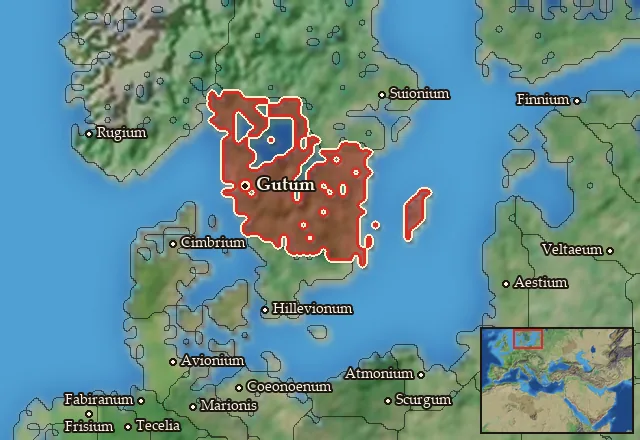 Suionium
Finnium
Rugium
Gutum
Cimbrium
Veltaeum
Aestium
Hillevionum
Avionium
Atmonium
Coeonoenum
Fabiranum
Marionis
Scurgum
Frisium
Tecelia